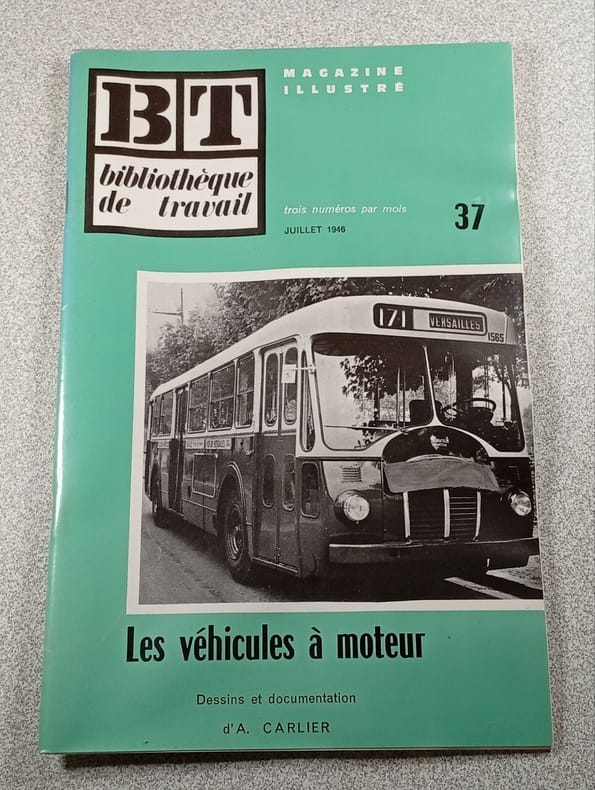 BT
bibliothèque
de travail
MAGAZINE
ILLUSTRÉ
trois numéros par mois
JUILLET 1946
37
171 VERSAILLES
1565
Les véhicules à moteur
Dessins et documentation
d'A. CARLIER